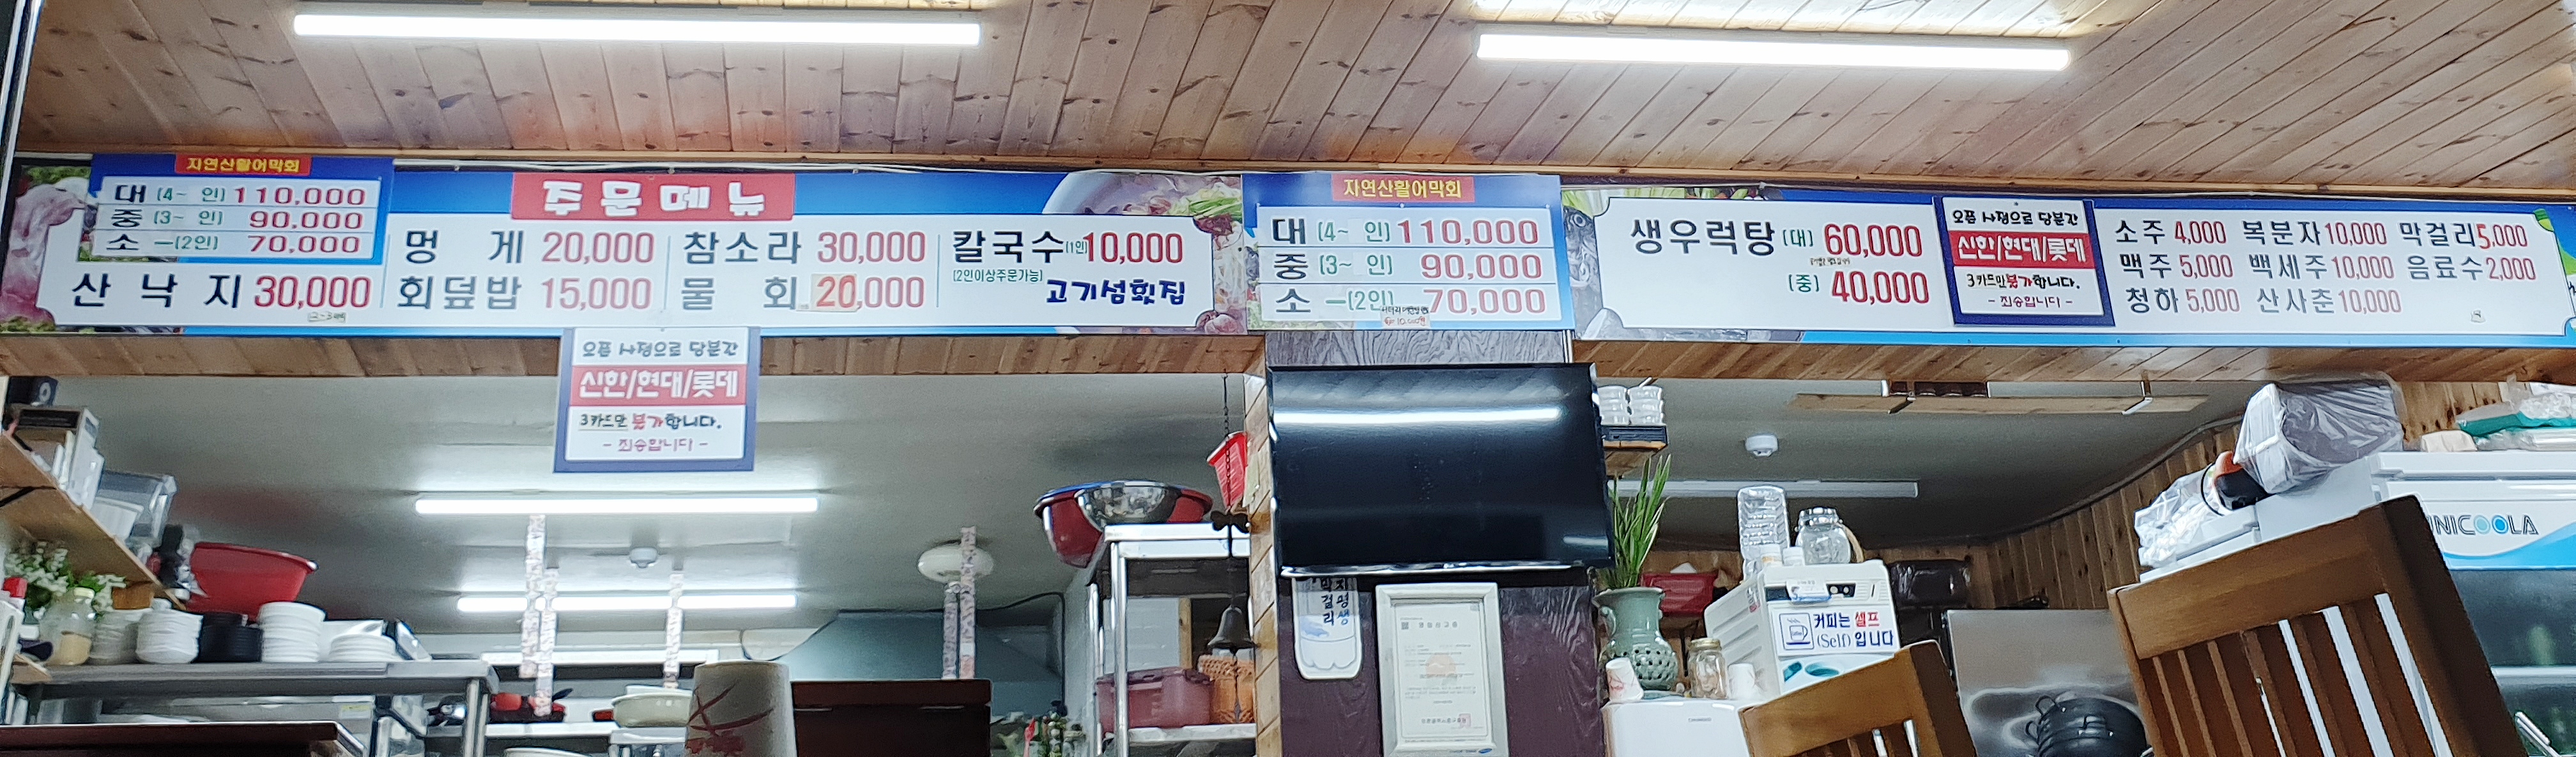 자연산활어막회
대 (4~ 인) 110,000
중 (3~ 인) 90,000
소 ―(2인) 70,000
주문메뉴
멍 게 20,000 참소라 30,000 칼국수(1인)10,000
(2인이상주문가능)
산 낙 지 30,000 회덮밥 15,000 물 회 20,000
고기섬횟집
자연산활어막회
대 (4~ 인) 110,000
중 (3~ 인) 90,000
소 ―(2인) 70,000
생우럭탕 (대) 60,000
(중) 40,000
오픈 사정으로 당분간
신한/현대/롯데
3카드만불가합니다.
- 죄송합니다 -
소주 4,000 복분자 10,000 막걸리 5,000
맥주 5,000 백세주 10,000 음료수 2,000
청하 5,000 산사춘 10,000
오픈 사정으로 당분간
신한/현대/롯데
3카드만 불가합니다.
- 죄송합니다 -
NICOOLA
지평생
막걸리
커피는 셀프
(Self) 입니다